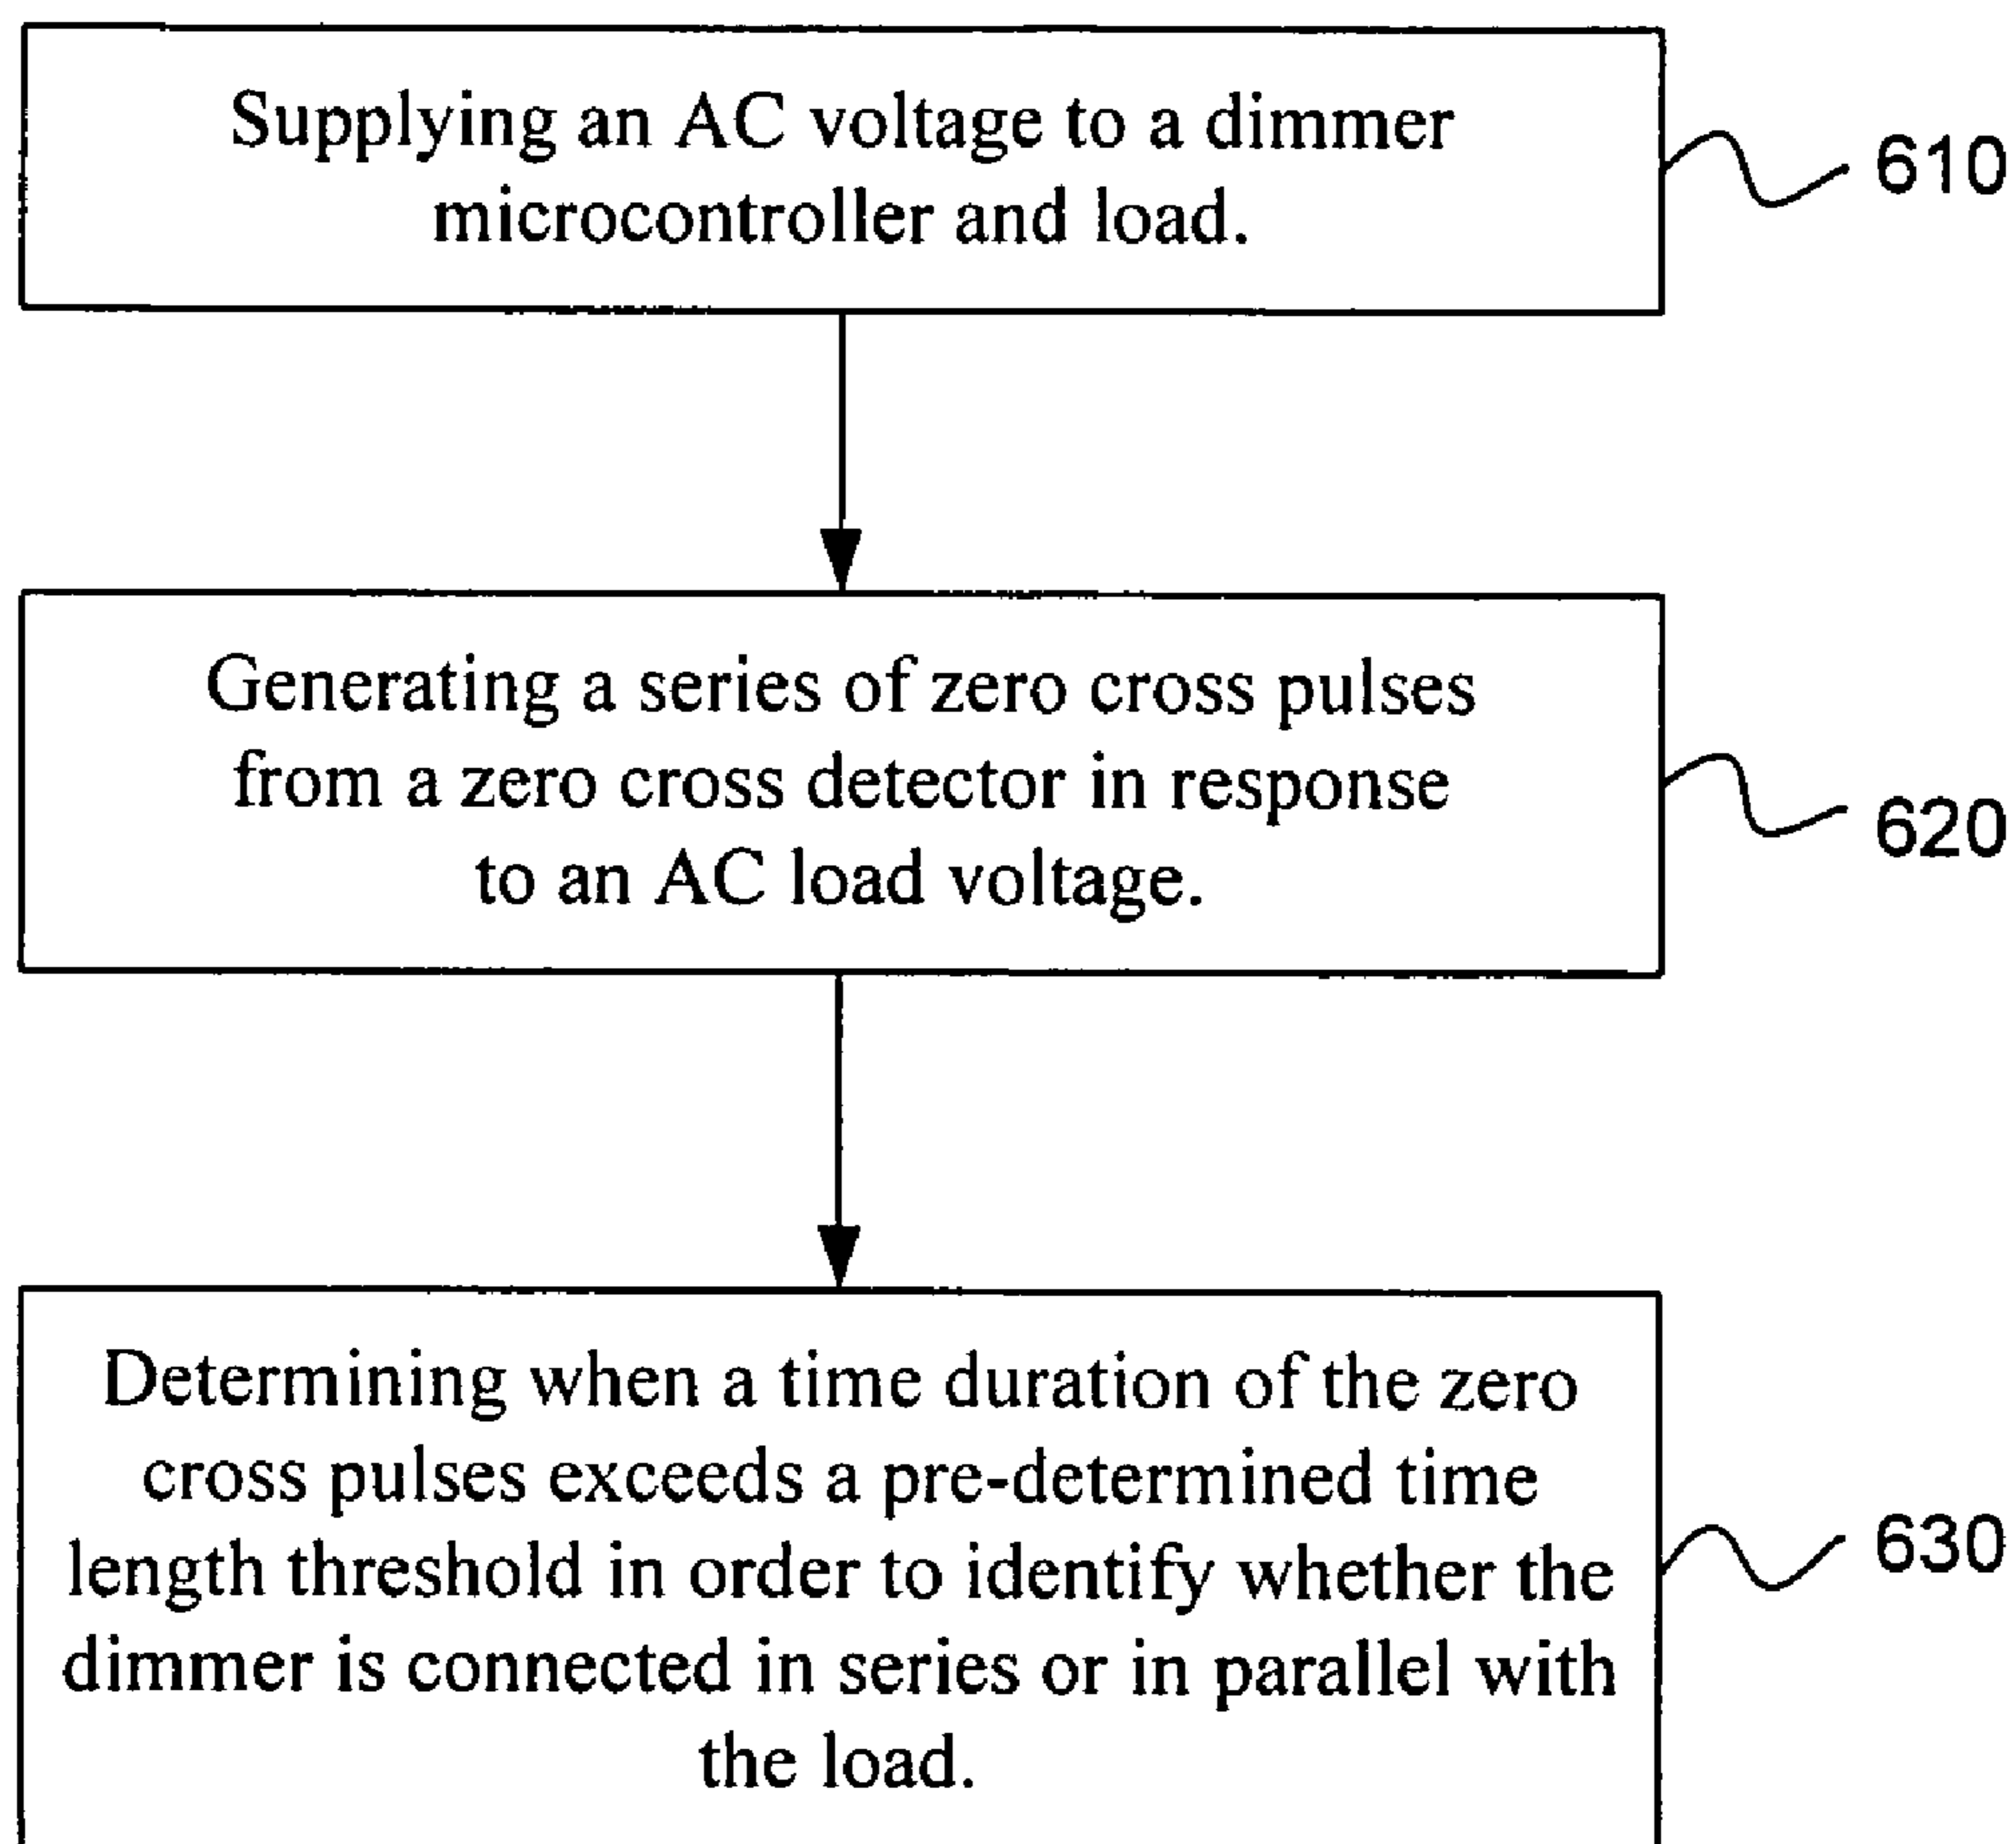 Supplying an AC voltage to a dimmer
microcontroller and load.
610
Generating a series of zero cross pulses
from a zero cross detector in response
to an AC load voltage.
620
Determining when a time duration of the zero
cross pulses exceeds a pre-determined time
length threshold in order to identify whether the
dimmer is connected in series or in parallel with
the load.
630